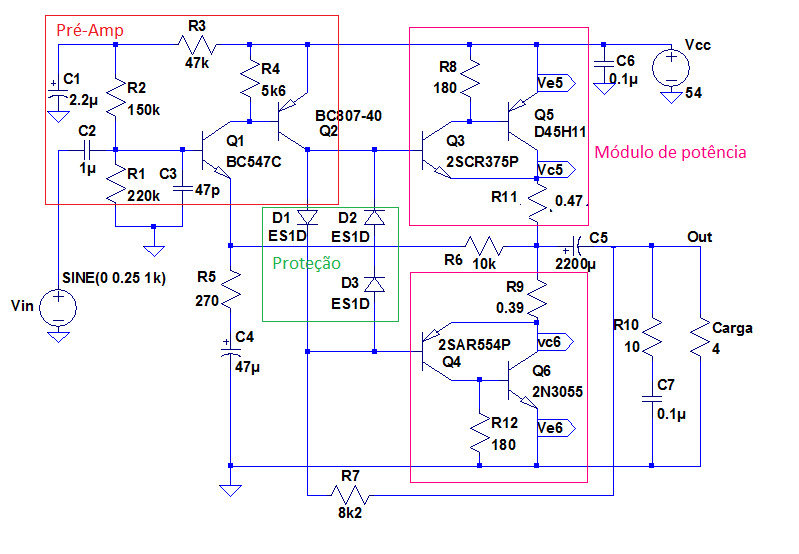 Pré-Amp
R3
47k
Vcc
54
C6
0.1µ
R4
5k6
R8
180
Ve5
C1
2.2µ
R2
150k
BC807-40
Q2
Q5
D45H11
C2
1µ
Q1
BC547C
Q3
2SCR375P
Módulo de potência
Vc5
R1
220k
C3
47p
R11
0.47
D1
ES1D
D2
ES1D
C5
2200µ
Out
Proteção
R6
10k
SINE(0 0.25 1k)
R5
270
D3
ES1D
R9
0.39
Vin
R10
10
Carga
4
C4
47µ
2SAR554P
Q4
vc6
Q6
2N3055
C7
0.1µ
R12
180
Ve6
R7
8k2